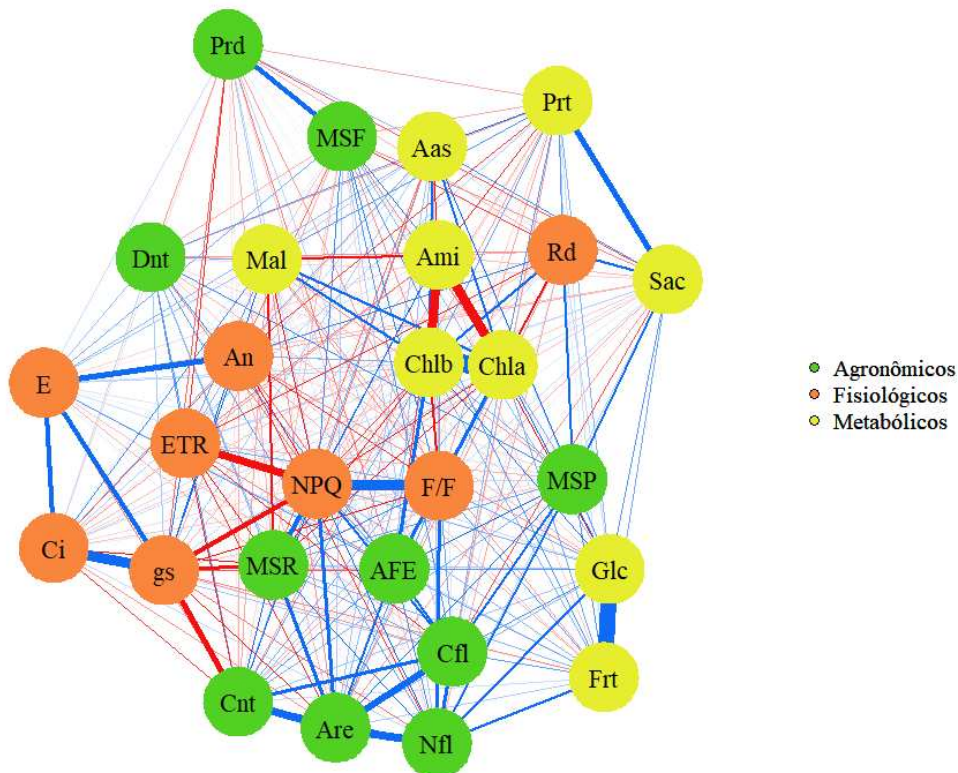 Prd
Prt
MSF
Aas
Dnt
Mal
Ami
Rd
Sac
An
Chlb
Chla
E
ETR
NPQ
F/F
MSP
Ci
gs
MSR
AFE
Glc
Cfl
Frt
Cnt
Are
Nfl
Agronômicos
Fisiológicos
Metabólicos